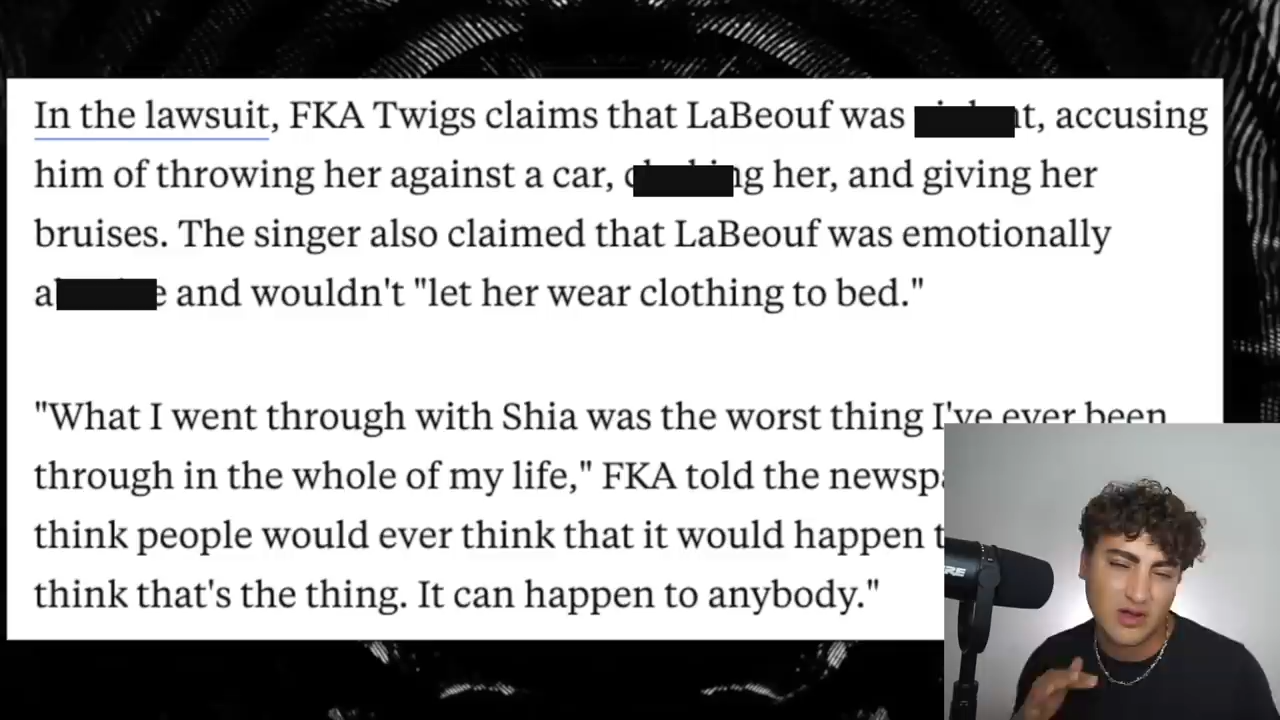 In the lawsuit, FKA Twigs claims that LaBeouf was accusing
him of throwing her against a car, her, and giving her
bruises. The singer also claimed that LaBeouf was emotionally
and wouldn't "let her wear clothing to bed."
"What I went through with Shia was the worst thing I've ever been
through in the whole of my life," FKA told the
think people would ever think that it would happen
think that's the thing. It can happen to anybody."